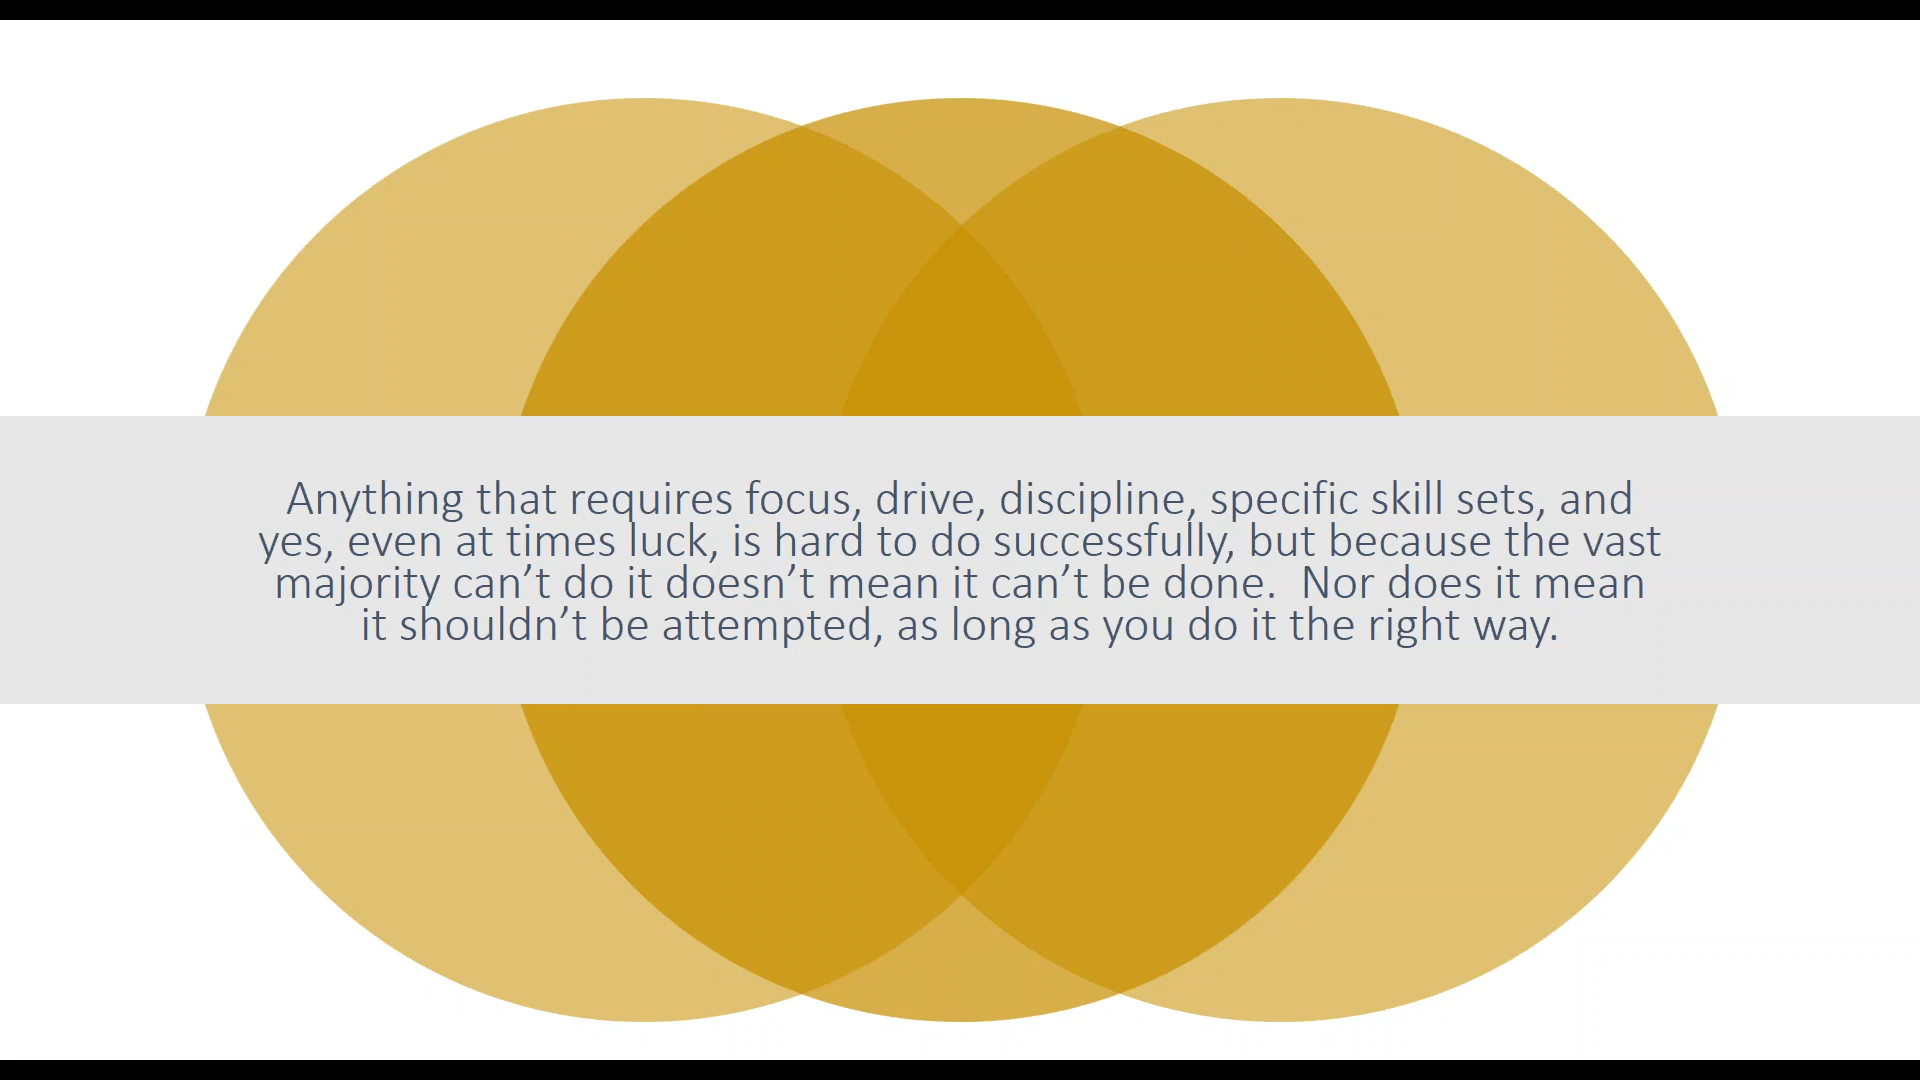 Anything that requires focus, drive, discipline, specific skill sets, and
yes, even at times luck, is hard to do successfully, but because the vast
majority can’t do it doesn’t mean it can’t be done.  Nor does it mean
it shouldn’t be attempted, as long as you do it the right way.